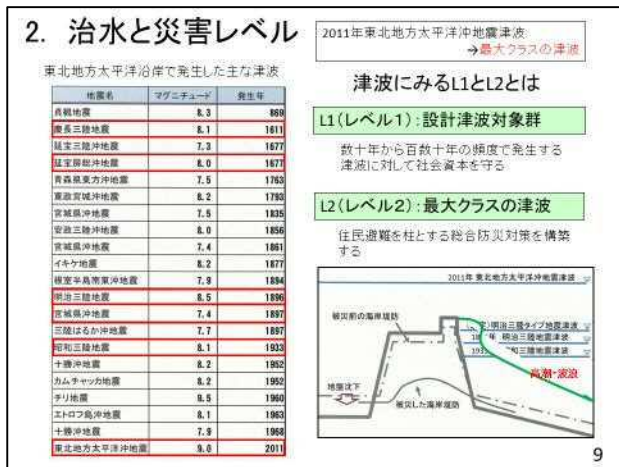 2. 治水と災害レベル
2011年東北地方太平洋沖地震津波
→最大クラスの津波
東北地方太平洋沿岸で発生した主な津波
地震名 マグニチュード 発生年
貞観地震 8.3 869
慶長三陸地震 8.1 1611
延宝三陸沖地震 7.3 1677
延宝房総沖地震 8.0 1677
青森県東方沖地震 7.5 1763
寛政宮城沖地震 8.2 1793
宮城県沖地震 7.5 1835
安政三陸沖地震 8.0 1856
宮城県沖地震 7.4 1861
イキケ地震 8.2 1877
根室半島南東沖地震 7.9 1894
明治三陸地震 8.5 1896
宮城県沖地震 7.4 1897
三陸はるか沖地震 7.7 1897
昭和三陸地震 8.1 1933
十勝沖地震 8.2 1952
カムチャッカ地震 8.2 1952
チリ地震 9.5 1960
エトロフ島沖地震 8.1 1963
十勝沖地震 7.9 1968
東北地方太平洋沖地震 9.0 2011
津波にみるL1とL2とは
L1(レベル1):設計津波対象群
数十年から百数十年の頻度で発生する
津波に対して社会資本を守る
L2(レベル2):最大クラスの津波
住民避難を柱とする総合防災対策を構築
する
2011年 東北地方太平洋沖地震津波
被災前の海岸堤防
明治三陸タイプ地震津波
年 明治三陸地震津波
和三陸地震津波
高潮・波浪
地盤沈下
被災した海岸堤防
9